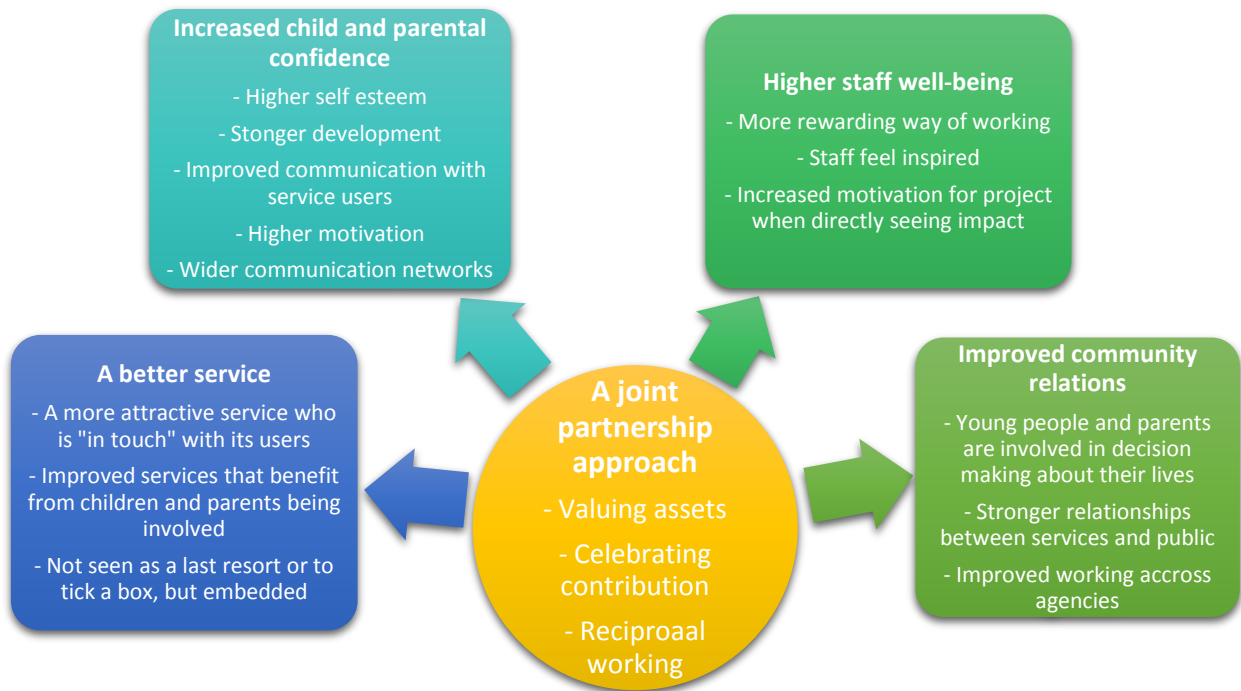 Increased child and parental
confidence
- Higher self esteem
- Stonger development
- Improved communication with
service users
- Higher motivation
- Wider communication networks
Higher staff well-being
- More rewarding way of working
- Staff feel inspired
- Increased motivation for project
when directly seeing impact
A better service
- A more attractive service who
is "in touch" with its users
- Improved services that benefit
from children and parents being
involved
- Not seen as a last resort or to
tick a box, but embedded
A joint
partnership
approach
- Valuing assets
- Celebrating
contribution
- Reciproaal
working
Improved community
relations
- Young people and parents
are involved in decision
making about their lives
- Stronger relationships
between services and public
- Improved working accross
agencies